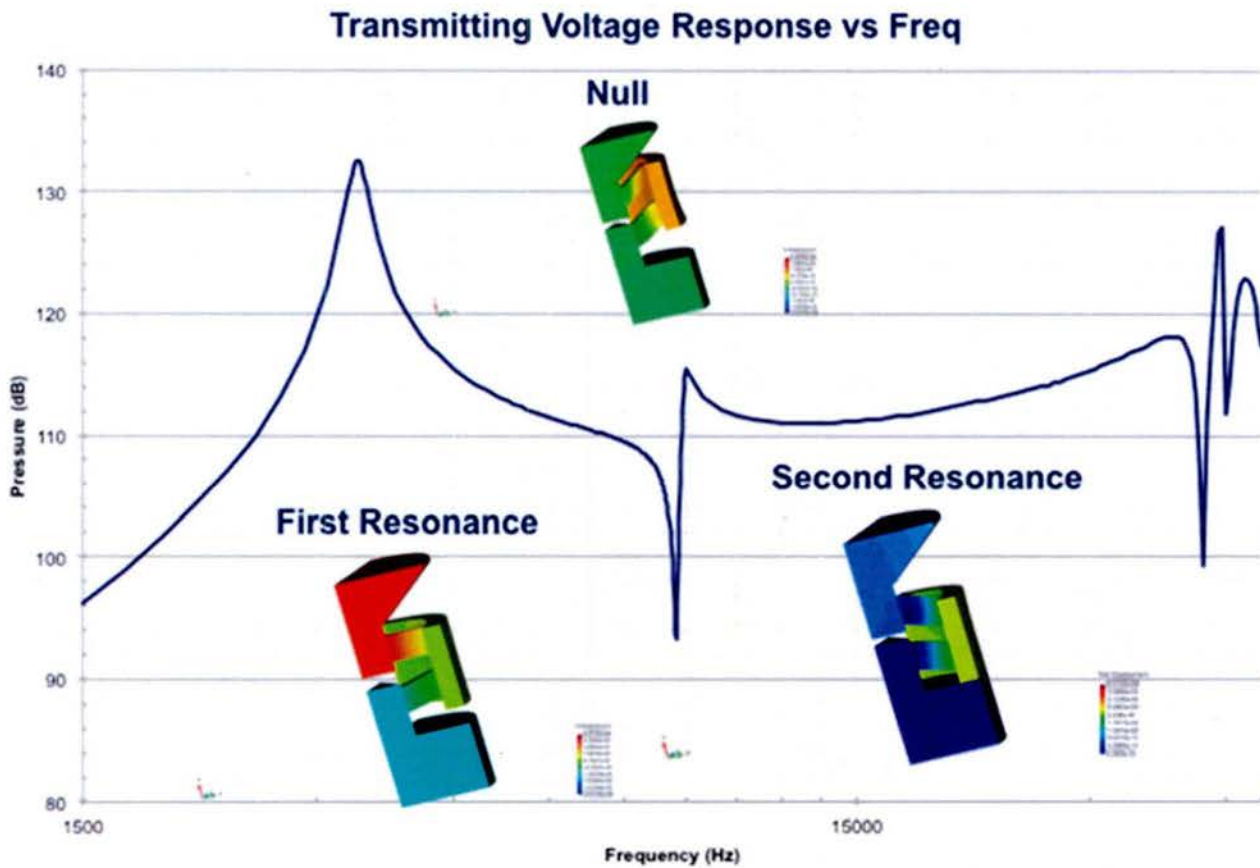 Transmitting Voltage Response vs Freq
140
Null
130
120
Pressure (dB)
110
Second Resonance
First Resonance
100
90
80
1500
15000
Frequency (Hz)